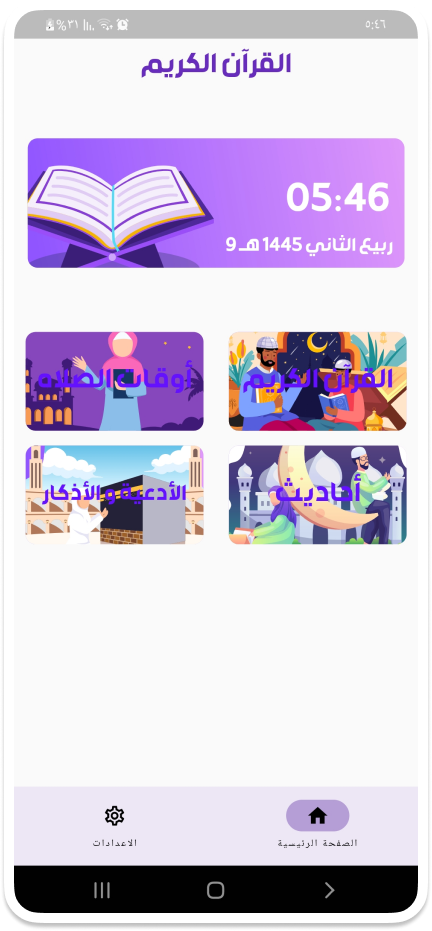 ٥:٤٦
%٣١
القرآن الكريم
05:46
9 ربيع الثاني 1445 هـ
القرآن الكريم
أوقات الصلاه
أحاديث
الأدعية والأذكار
الصفحة الرئيسية
الاعدادات